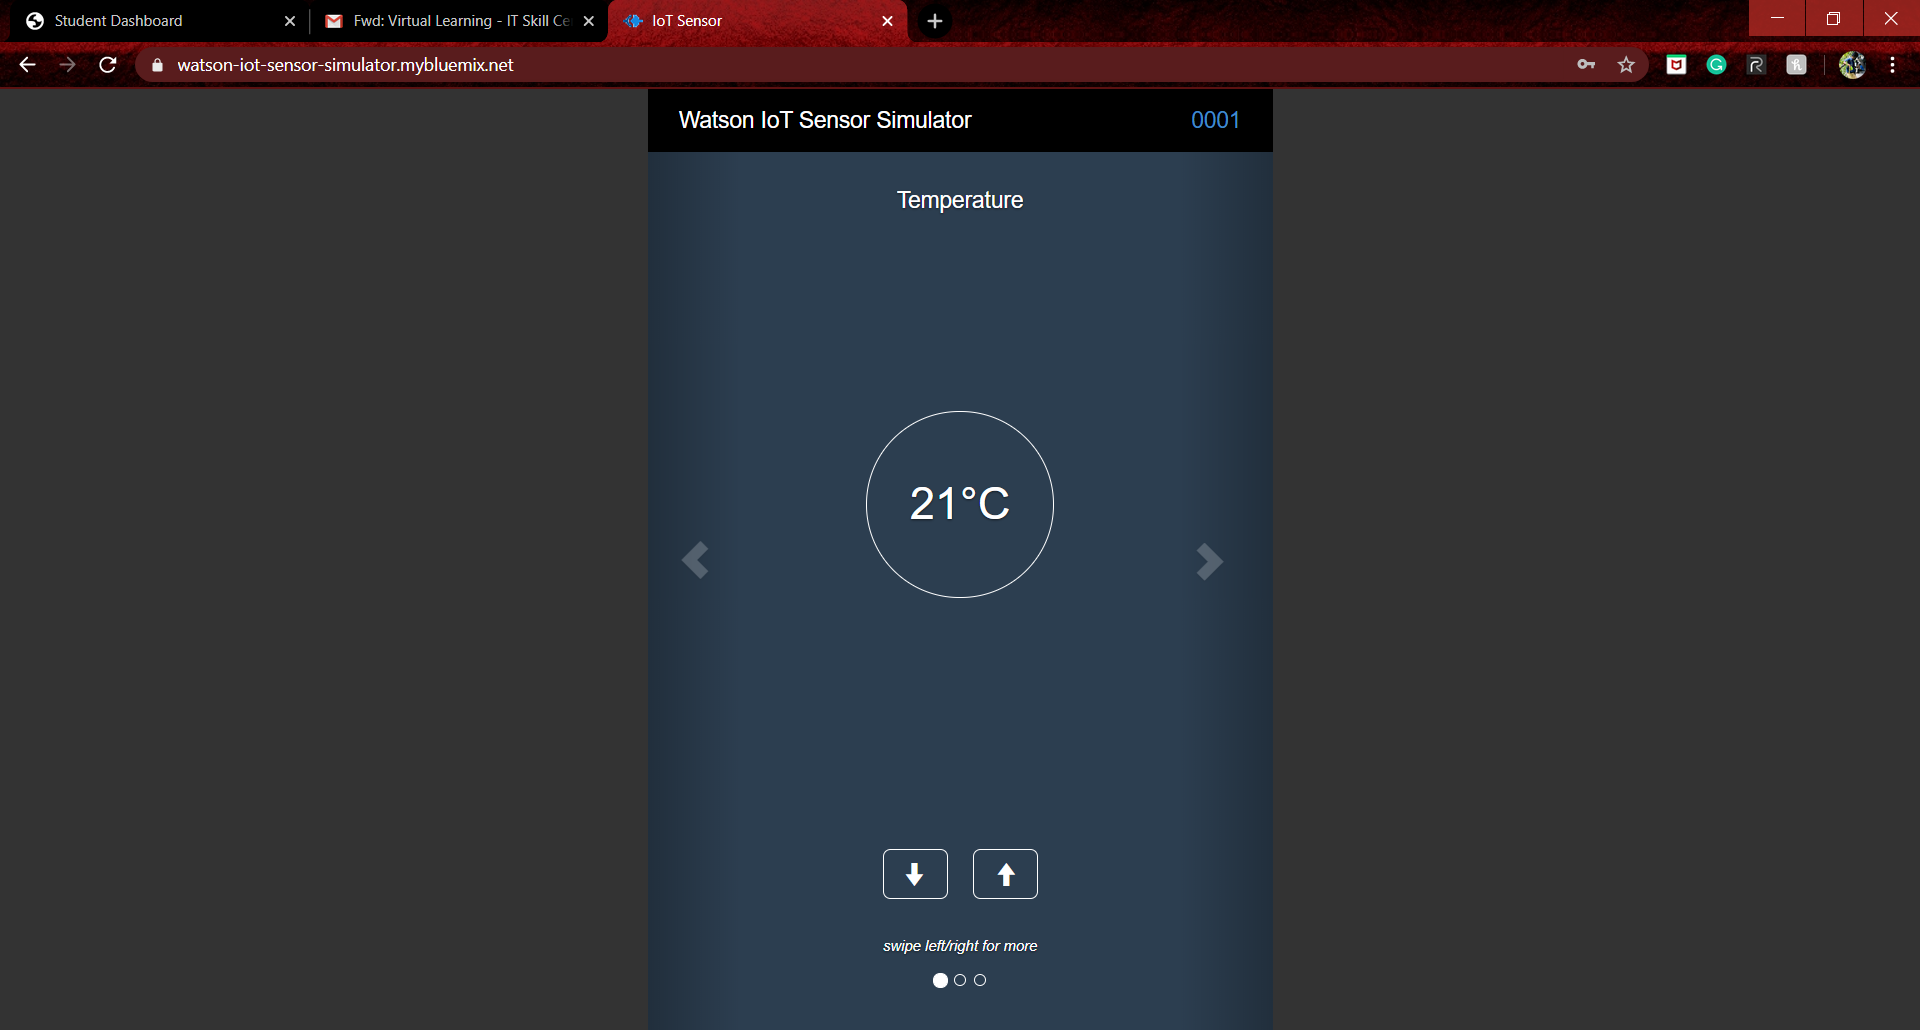 Student Dashboard
Fwd: Virtual Learning - IT Skill Ce
IoT Sensor
watson-iot-sensor-simulator.mybluemix.net
Watson IoT Sensor Simulator
0001
Temperature
21°C
swipe left/right for more